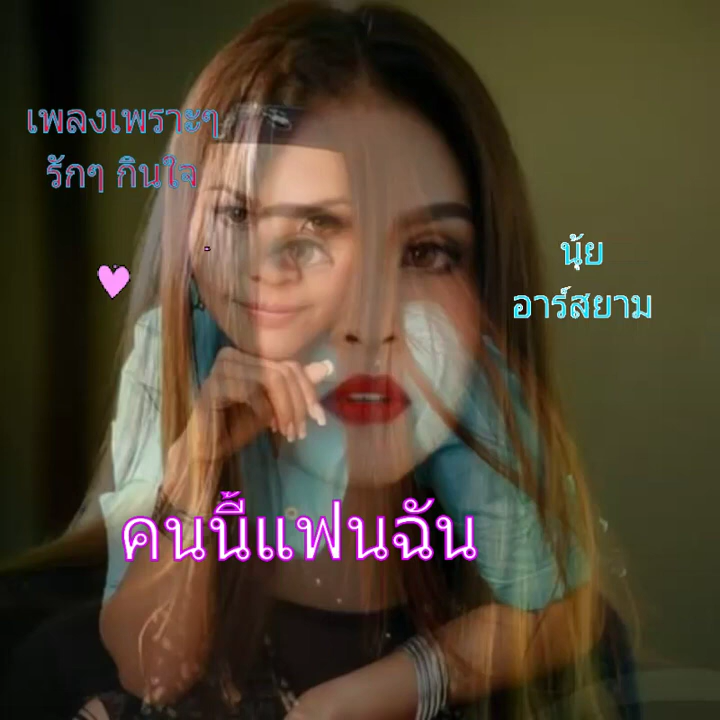 เพลงเพราะๆ
รักๆ กินใจ
นุ้ย
อาร์สยาม
คนนี้แฟนฉัน